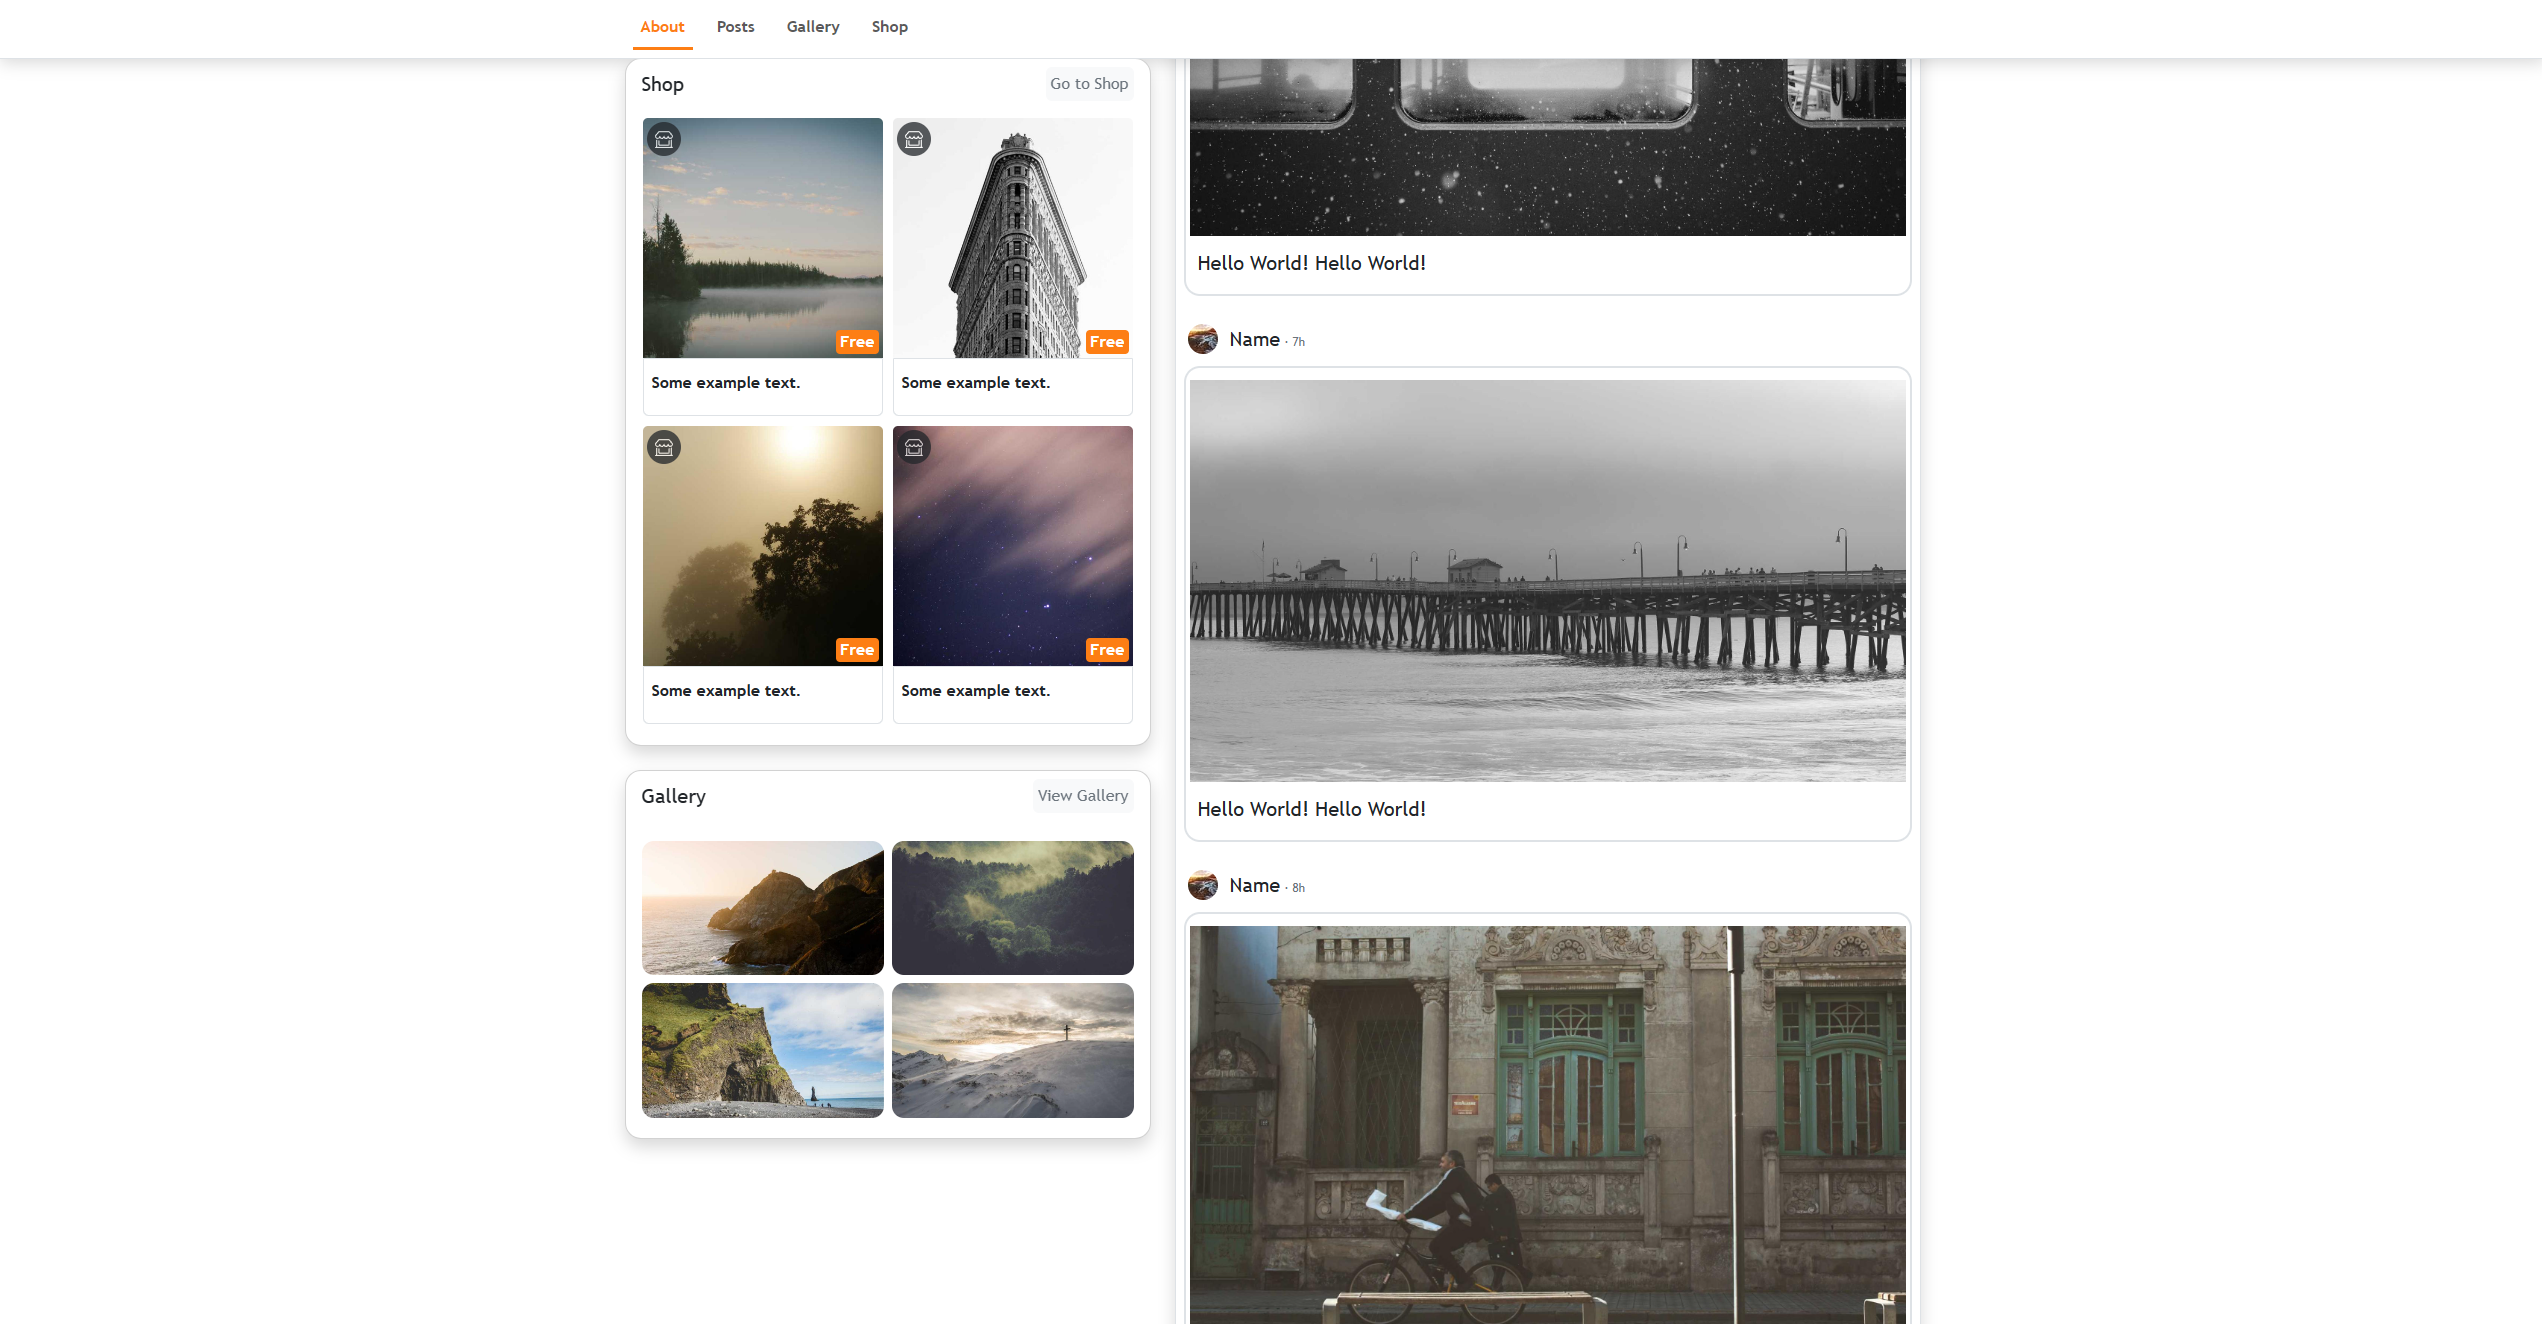 About
Posts
Gallery
Shop
Shop
Go to Shop
Free
Some example text.
Free
Some example text.
Free
Some example text.
Free
Some example text.
Gallery
View Gallery
Hello World! Hello World!
Name · 7h
Hello World! Hello World!
Name · 8h